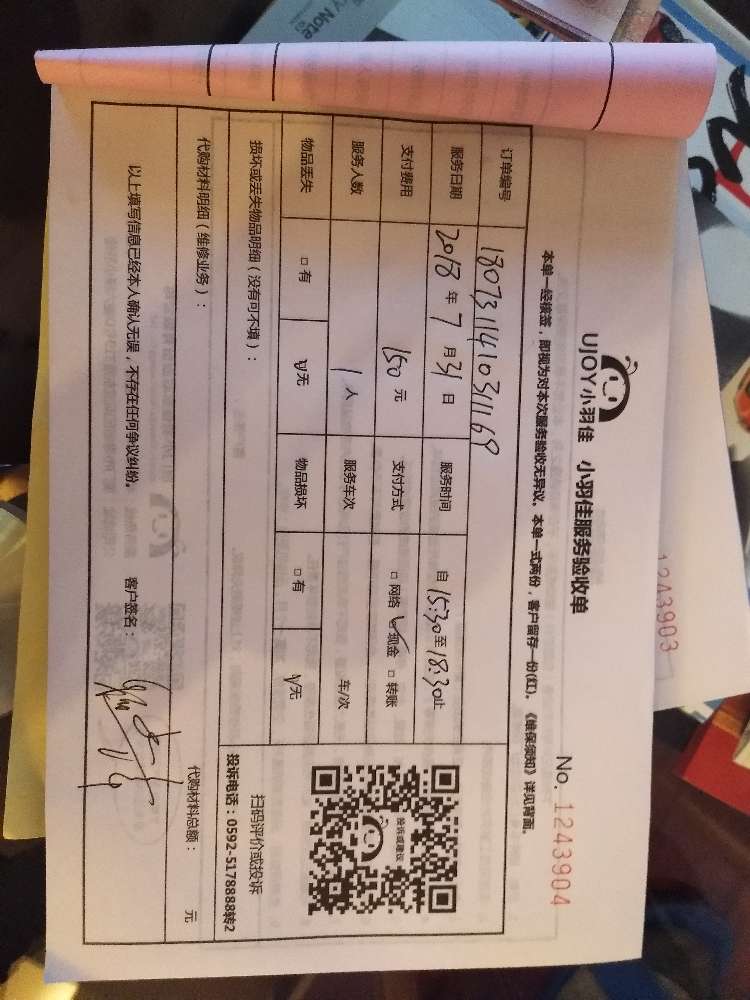 UJOY小羽佳 小羽佳服务验收单
No. 1243904
本单一经核签，即视为对本次服务验收无异议。本单一式两份，客户留存一份(红)。《维保须知》详见背面。
订单编号 180731141031169
服务日期 2018 年 7 月 31 日 服务时间 自 15:30 至 18:30 止
支付费用 150 元 支付方式 □ 网络 ☑ 现金 □ 转账
服务人数 1 人 服务车次 车/次
物品丢失 □ 有 ☑ 无 物品损坏 □ 有 ☑ 无
损坏或丢失物品明细（没有可不填）：
投诉或建议
扫码评价或投诉
投诉电话：0592-5178888转2
代购材料明细（维修业务）： 代购材料总额： 元
以上填写信息已经本人确认无误，不存在任何争议纠纷。 客户签名：
1243903
Note